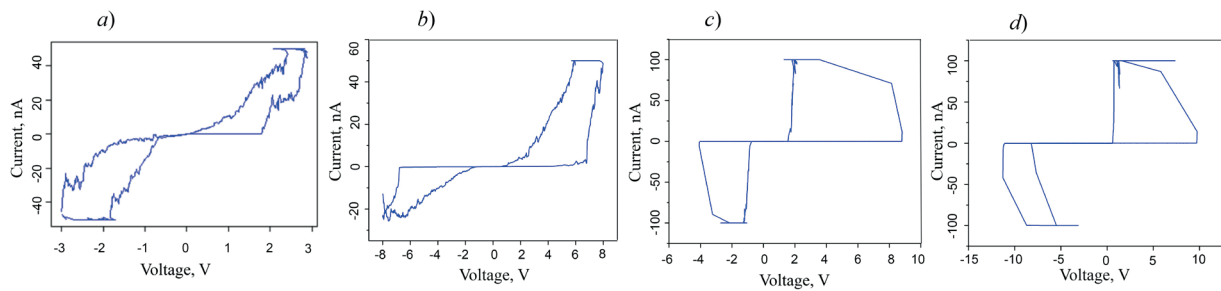 a)
b)
c)
d)
Current, nA
40
20
0
20
-40
-3 -2 -1 0 1 2 3
Voltage, V
Current, nA
60
40
20
0
20
-8 -6 -4 -2 0 2 4 6 8
Voltage, V
Current, nA
100
50
0
-50
-100
-6 -4 -2 0 2 4 6 8 10
Voltage, V
Current, nA
100
50
0
-50
-100
-15 -10 -5 0 5 10 15
Voltage, V